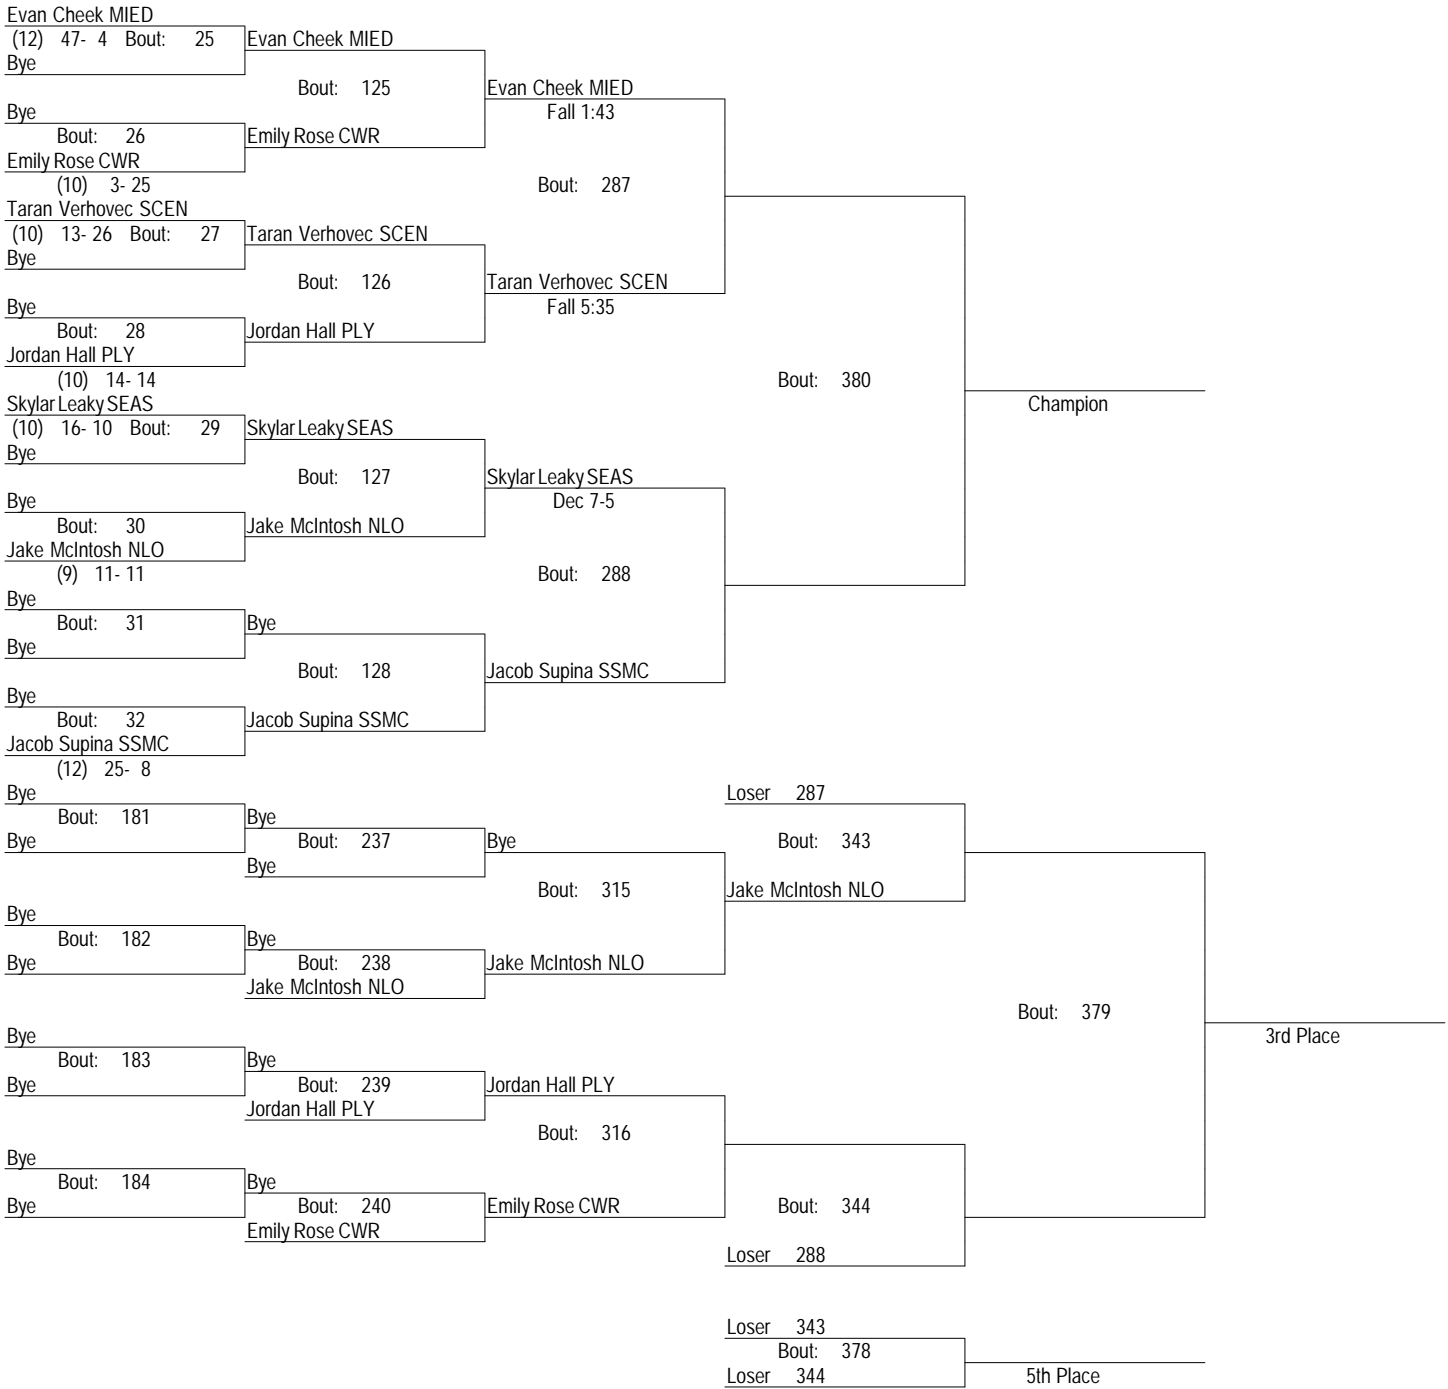 Evan Cheek MIED
(12) 47- 4 Bout: 25 Evan Cheek MIED
Bye
Bout: 125 Evan Cheek MIED
Bye Fall 1:43
Bout: 26 Emily Rose CWR
Emily Rose CWR
(10) 3- 25 Bout: 287
Taran Verhovec SCEN
(10) 13- 26 Bout: 27 Taran Verhovec SCEN
Bye
Bout: 126 Taran Verhovec SCEN
Bye Fall 5:35
Bout: 28 Jordan Hall PLY
Jordan Hall PLY
(10) 14- 14 Bout: 380
Skylar Leaky SEAS Champion
(10) 16- 10 Bout: 29 Skylar Leaky SEAS
Bye
Bout: 127 Skylar Leaky SEAS
Bye Dec 7-5
Bout: 30 Jake McIntosh NLO
Jake McIntosh NLO
(9) 11- 11 Bout: 288
Bye
Bout: 31 Bye
Bye
Bout: 128 Jacob Supina SSMC
Bye
Bout: 32 Jacob Supina SSMC
Jacob Supina SSMC
(12) 25- 8
Bye Loser 287
Bout: 181 Bye
Bye Bout: 237 Bye Bout: 343
Bye
Bout: 315 Jake McIntosh NLO
Bye
Bout: 182 Bye
Bye Bout: 238 Jake McIntosh NLO
Jake McIntosh NLO
Bout: 379
Bye 3rd Place
Bout: 183 Bye
Bye Bout: 239 Jordan Hall PLY
Jordan Hall PLY
Bout: 316
Bye
Bout: 184 Bye
Bye Bout: 240 Emily Rose CWR Bout: 344
Emily Rose CWR
Loser 288
Loser 343
Bout: 378
Loser 344 5th Place